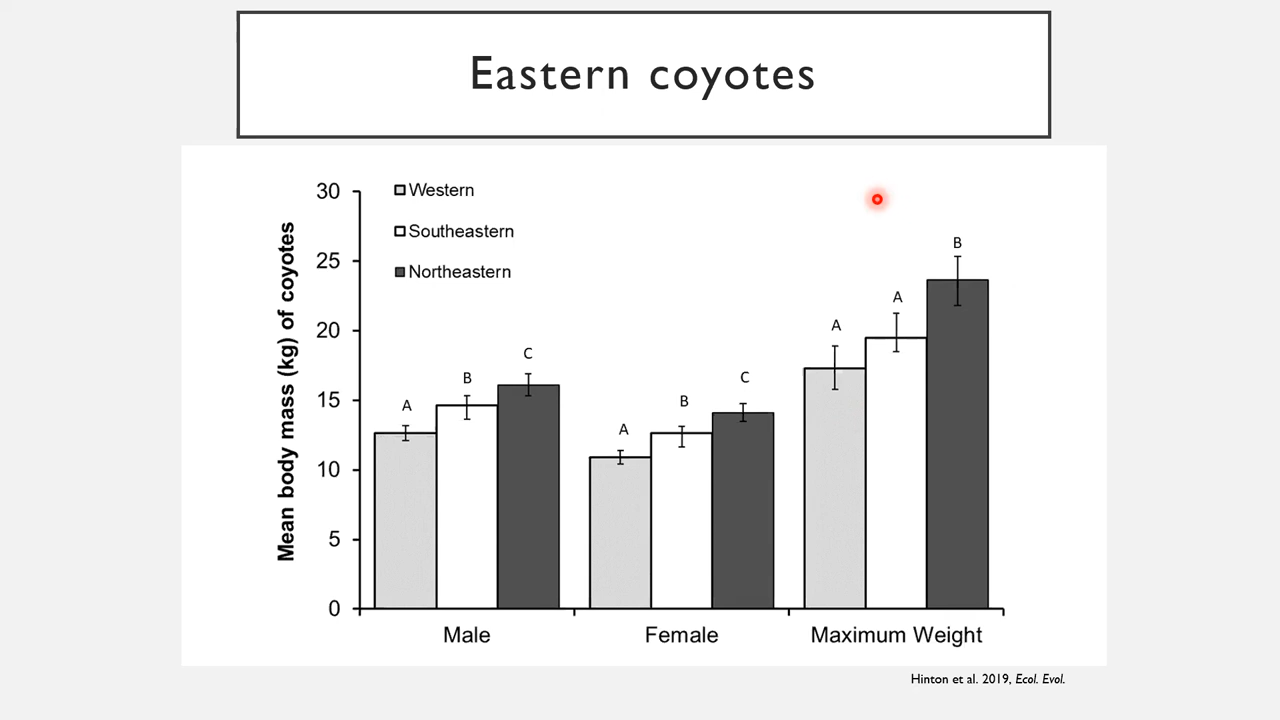 Eastern coyotes
30
25
20
15
10
5
0
Mean body mass (kg) of coyotes
Western
Southeastern
Northeastern
A
B
C
A
B
C
A
A
B
Male
Female
Maximum Weight
Hinton et al. 2019, Ecol. Evol.